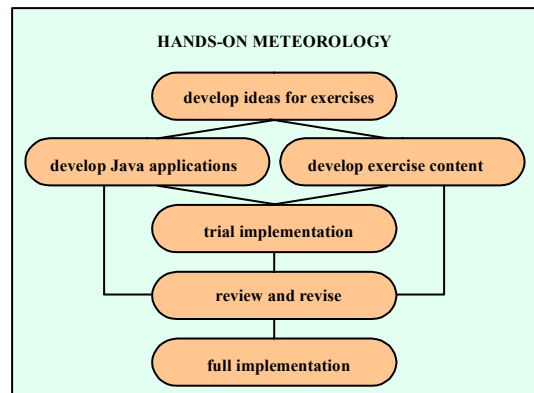 HANDS-ON METEOROLOGY
develop ideas for exercises
develop Java applications
develop exercise content
trial implementation
review and revise
full implementation